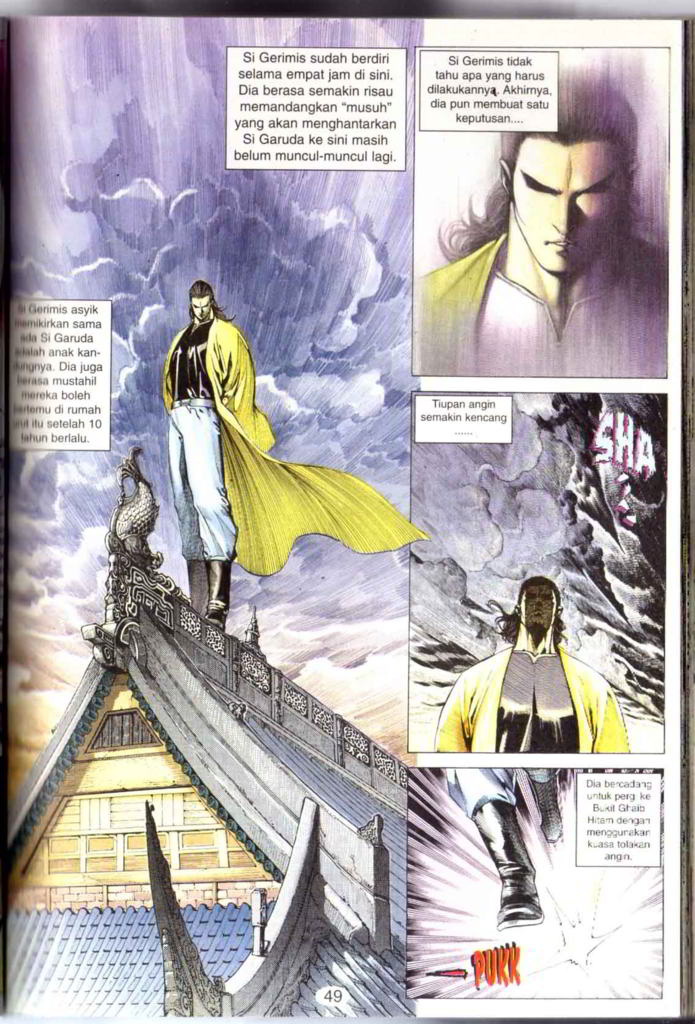 Si Gerimis sudah berdiri
selama empat jam di sini.
Dia berasa semakin risau
memandangkan “musuh”
yang akan menghantarkan
Si Garuda ke sini masih
belum muncul-muncul lagi.
Si Gerimis asyik
memikirkan sama
ada Si Garuda
adalah anak kan-
dungnya. Dia juga
berasa mustahil
mereka boleh
bertemu di rumah
itu setelah 10
tahun berlalu.
Si Gerimis tidak
tahu apa yang harus
dilakukannya. Akhirnya,
dia pun membuat satu
keputusan....
Tiupan angin
semakin kencang
......
SHA
Dia bercadang
untuk pergi ke
Bukit Ghaib
Hitam dengan
menggunakan
kuasa tolakan
angin.
PUKK
49